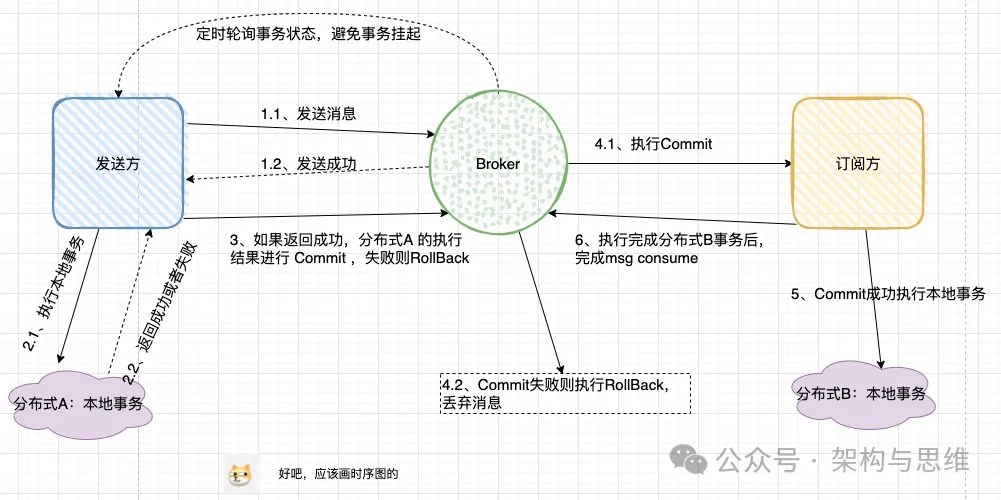 定时轮询事务状态，避免事务挂起
1.1、发送消息
发送方
1.2、发送成功
Broker
4.1、执行Commit
订阅方
3、如果返回成功，分布式A 的执行
结果进行 Commit ，失败则RollBack
6、执行完成分布式B事务后，
完成msg consume
2.1、执行本地事务
2.2、返回成功或者失败
5、Commit成功执行本地事务
4.2、Commit失败则执行RollBack，
丢弃消息
分布式A：本地事务
分布式B：本地事务
好吧，应该画时序图的
公众号 · 架构与思维